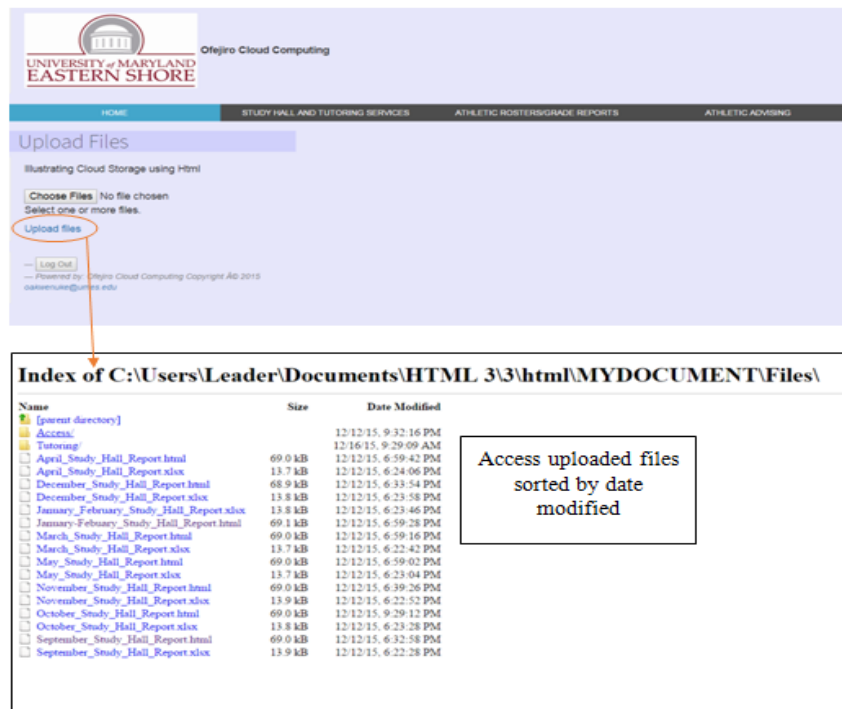 UNIVERSITY of MARYLAND
EASTERN SHORE
Ofejiro Cloud Computing
HOME STUDY HALL AND TUTORING SERVICES ATHLETIC ROSTERS/GRADE REPORTS ATHLETIC ADVISING
Upload Files
Illustrating Cloud Storage using Html
Choose Files No file chosen
Select one or more files.
Upload files
— Log Out
— Powered by: Ofejiro Cloud Computing Copyright Â© 2015
oakwenuke@umes.edu
Index of C:\Users\Leader\Documents\HTML 3\3\html\MYDOCUMENT\Files\
Name Size Date Modified
[parent directory]
Access/ 12/12/15, 9:32:16 PM
Tutoring/ 12/16/15, 9:29:09 AM
April_Study_Hall_Report.html 69.0 kB 12/12/15, 6:59:42 PM
April_Study_Hall_Report.xlsx 13.7 kB 12/12/15, 6:24:06 PM
December_Study_Hall_Report.html 68.9 kB 12/12/15, 6:33:54 PM
December_Study_Hall_Report.xlsx 13.8 kB 12/12/15, 6:23:58 PM
January_February_Study_Hall_Report.xlsx 13.8 kB 12/12/15, 6:23:46 PM
January-Febuary_Study_Hall_Report.html 69.1 kB 12/12/15, 6:59:28 PM
March_Study_Hall_Report.html 69.0 kB 12/12/15, 6:59:16 PM
March_Study_Hall_Report.xlsx 13.7 kB 12/12/15, 6:22:42 PM
May_Study_Hall_Report.html 69.0 kB 12/12/15, 6:59:02 PM
May_Study_Hall_Report.xlsx 13.7 kB 12/12/15, 6:23:04 PM
November_Study_Hall_Report.html 69.0 kB 12/12/15, 6:39:26 PM
November_Study_Hall_Report.xlsx 13.9 kB 12/12/15, 6:22:52 PM
October_Study_Hall_Report.html 69.0 kB 12/12/15, 9:29:12 PM
October_Study_Hall_Report.xlsx 13.8 kB 12/12/15, 6:23:28 PM
September_Study_Hall_Report.html 69.0 kB 12/12/15, 6:32:58 PM
September_Study_Hall_Report.xlsx 13.9 kB 12/12/15, 6:22:28 PM
Access uploaded files
sorted by date
modified